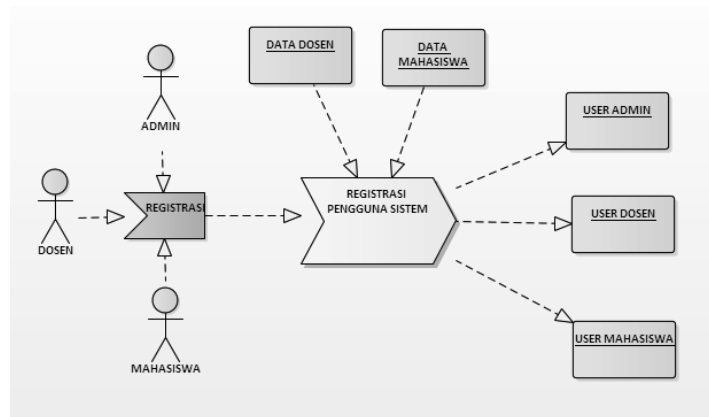 DATA DOSEN
DATA
MAHASISWA
ADMIN
USER ADMIN
REGISTRASI
REGISTRASI
PENGGUNA SISTEM
USER DOSEN
DOSEN
MAHASISWA
USER MAHASISWA